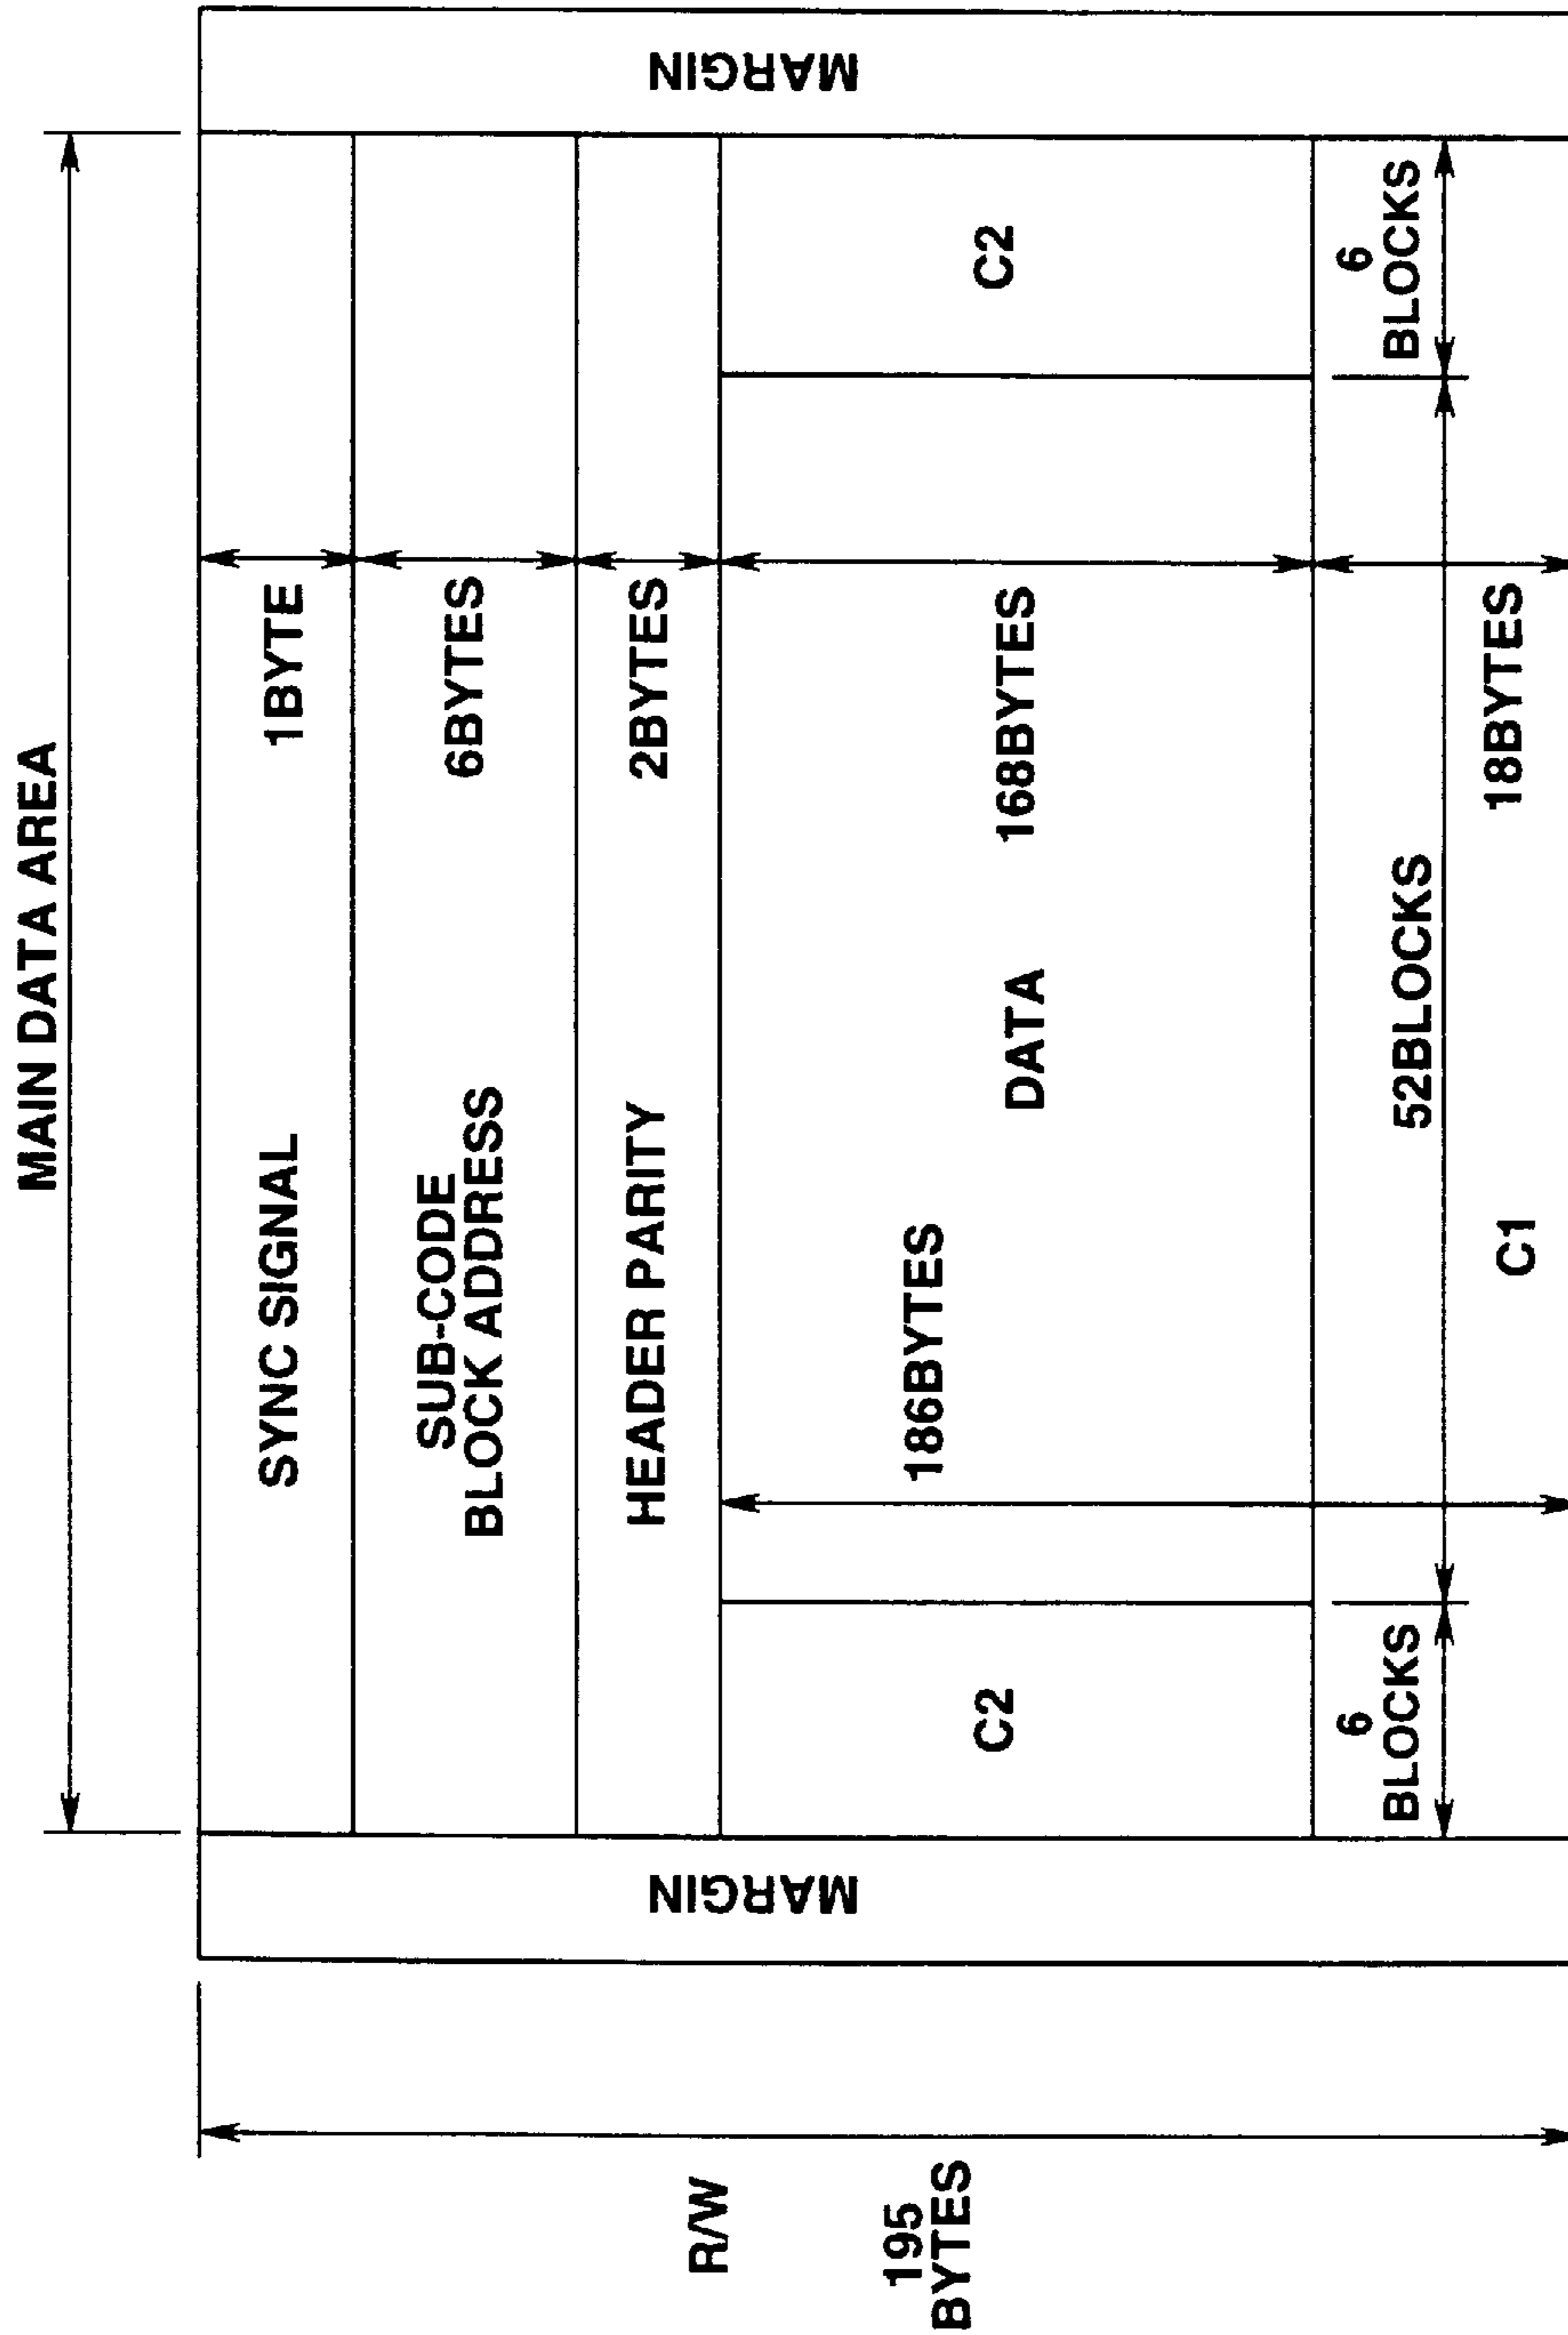 MAIN DATA AREA
MARGIN
MARGIN
SYNC SIGNAL
1BYTE
SUB-CODE
BLOCK ADDRESS
6BYTES
HEADER PARITY
2BYTES
R/W
195
BYTES
186BYTES
C2
DATA
168BYTES
C2
6
BLOCKS
52BLOCKS
6
BLOCKS
C1
18BYTES